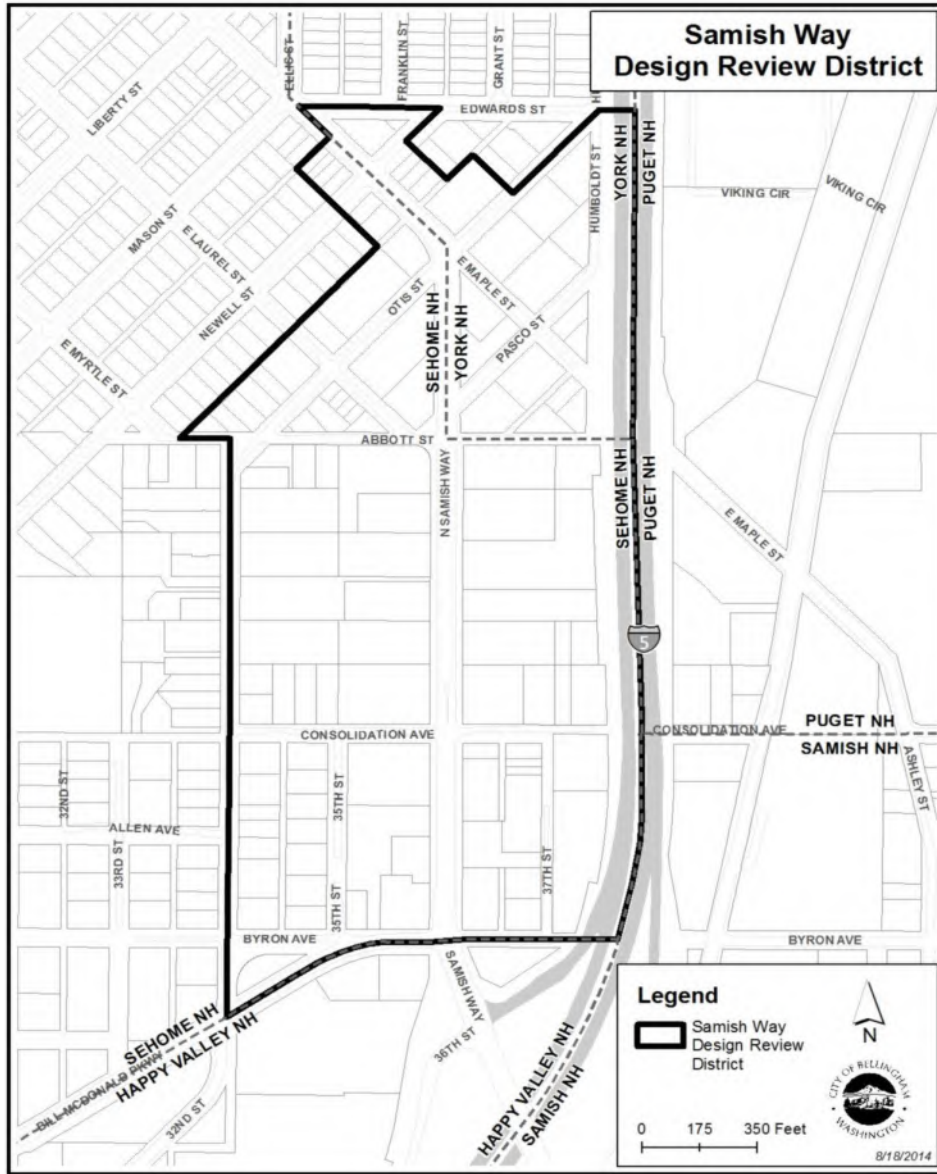 Samish Way
Design Review District
ELLIS ST
FRANKLIN ST
GRANT ST
LIBERTY ST
EDWARDS ST
YORK NH
PUGET NH
VIKING CIR
VIKING CIR
HUMBOLDT ST
MASON ST
E LAUREL ST
NEWELL ST
OTIS ST
E MAPLE ST
PASCO ST
SEHOME NH
YORK NH
E MYRTLE ST
ABBOTT ST
N SAMISH WAY
SEHOME NH
PUGET NH
E MAPLE ST
5
CONSOLIDATION AVE
CONSOLIDATION AVE
PUGET NH
SAMISH NH
ASHLEY ST
32ND ST
33RD ST
ALLEN AVE
35TH ST
35TH ST
37TH ST
BYRON AVE
BYRON AVE
SAMISH WAY
36TH ST
SEHOME NH
HAPPY VALLEY NH
BILL MCDONALD PKWY
32ND ST
HAPPY VALLEY NH
SAMISH NH
Legend
Samish Way
Design Review
District
N
0 175 350 Feet
CITY OF BELLINGHAM
WASHINGTON
8/18/2014